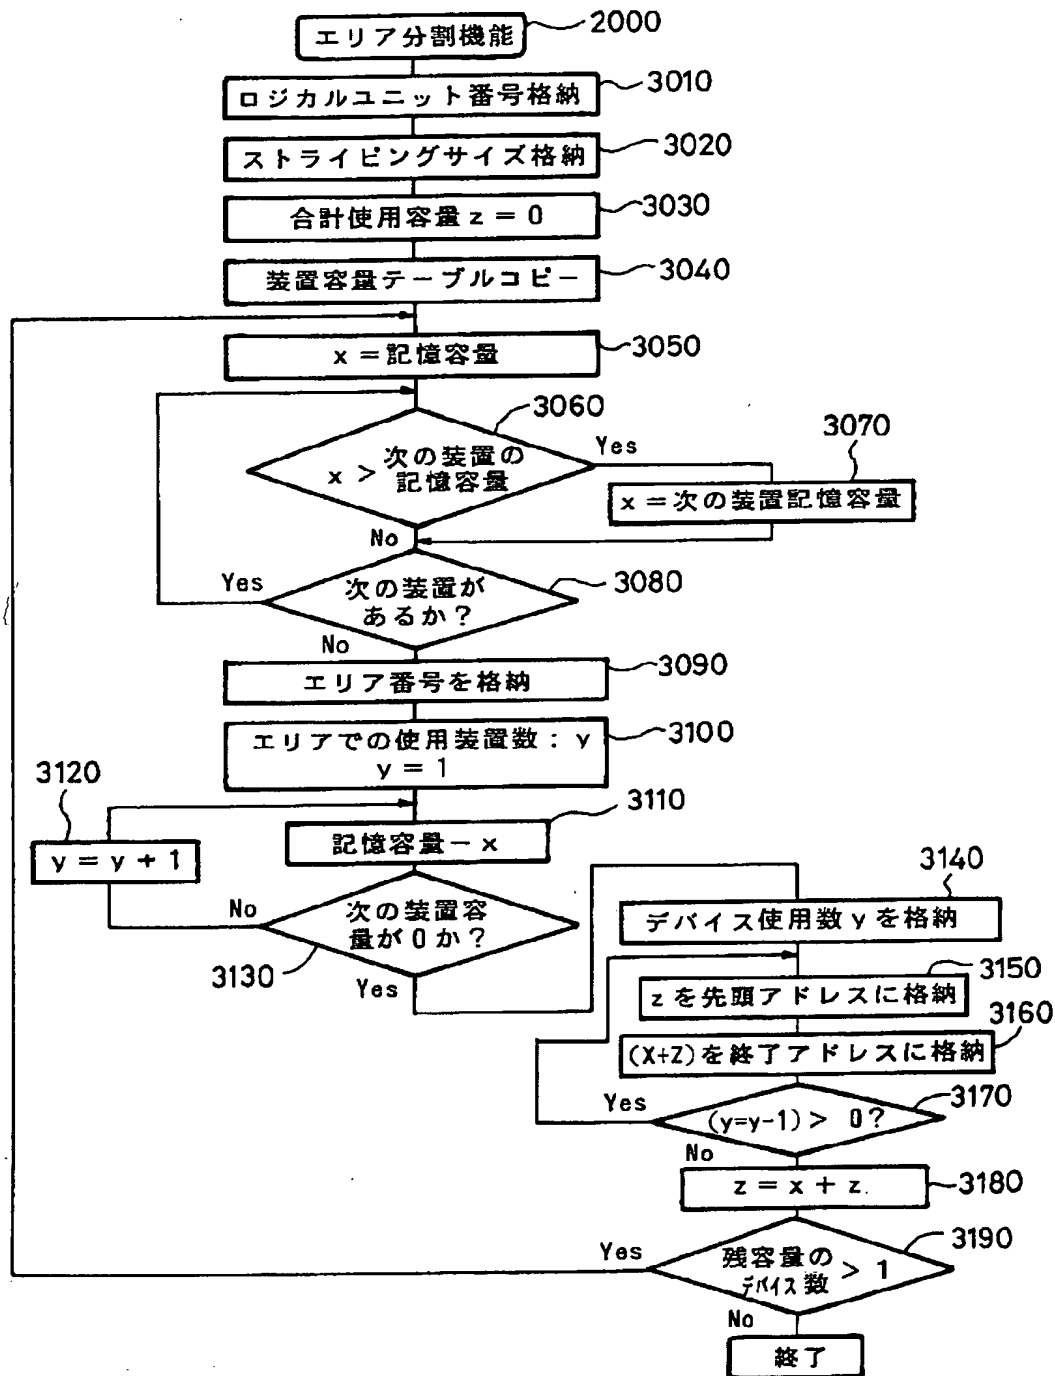 エリア分割機能
2000
ロジカルユニット番号格納
3010
ストライピングサイズ格納
3020
合計使用容量 z = 0
3030
装置容量テーブルコピー
3040
x = 記憶容量
3050
3060
x > 次の装置の
記憶容量
Yes
3070
x = 次の装置記憶容量
No
次の装置が
あるか?
3080
Yes
No
エリア番号を格納
3090
エリアでの使用装置数: y
y = 1
3100
3110
記憶容量 - x
3120
y = y + 1
No
次の装置容
量が0か?
3130
Yes
3140
デバイス使用数 y を格納
3150
z を先頭アドレスに格納
3160
(X+Z)を終了アドレスに格納
3170
(y=y-1) > 0?
Yes
No
z = x + z
3180
3190
残容量の
デバイス数 > 1
Yes
No
終了